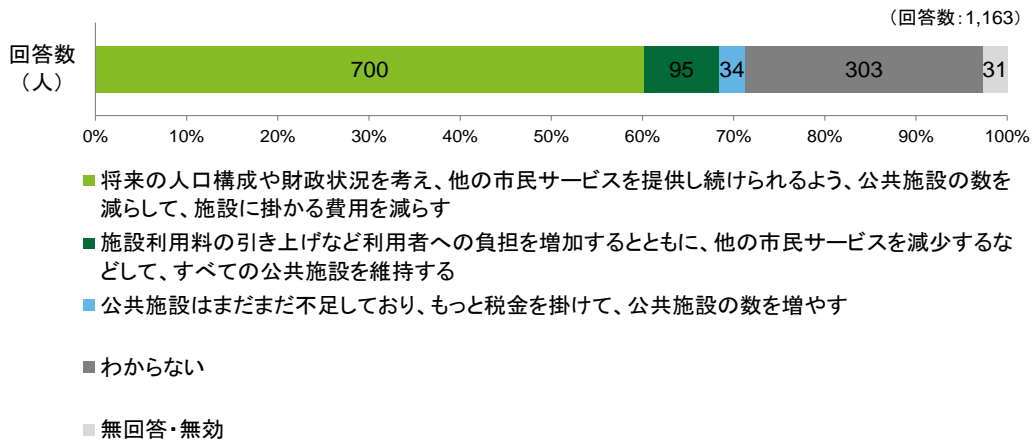 （回答数：1,163）
回答数
（人）
700
95
34
303
31
0%
10%
20%
30%
40%
50%
60%
70%
80%
90%
100%
将来の人口構成や財政状況を考え、他の市民サービスを提供し続けられるよう、公共施設の数を
減らして、施設に掛かる費用を減らす
施設利用料の引き上げなど利用者への負担を増加するとともに、他の市民サービスを減少するな
どして、すべての公共施設を維持する
公共施設はまだまだ不足しており、もっと税金を掛けて、公共施設の数を増やす
わからない
無回答・無効